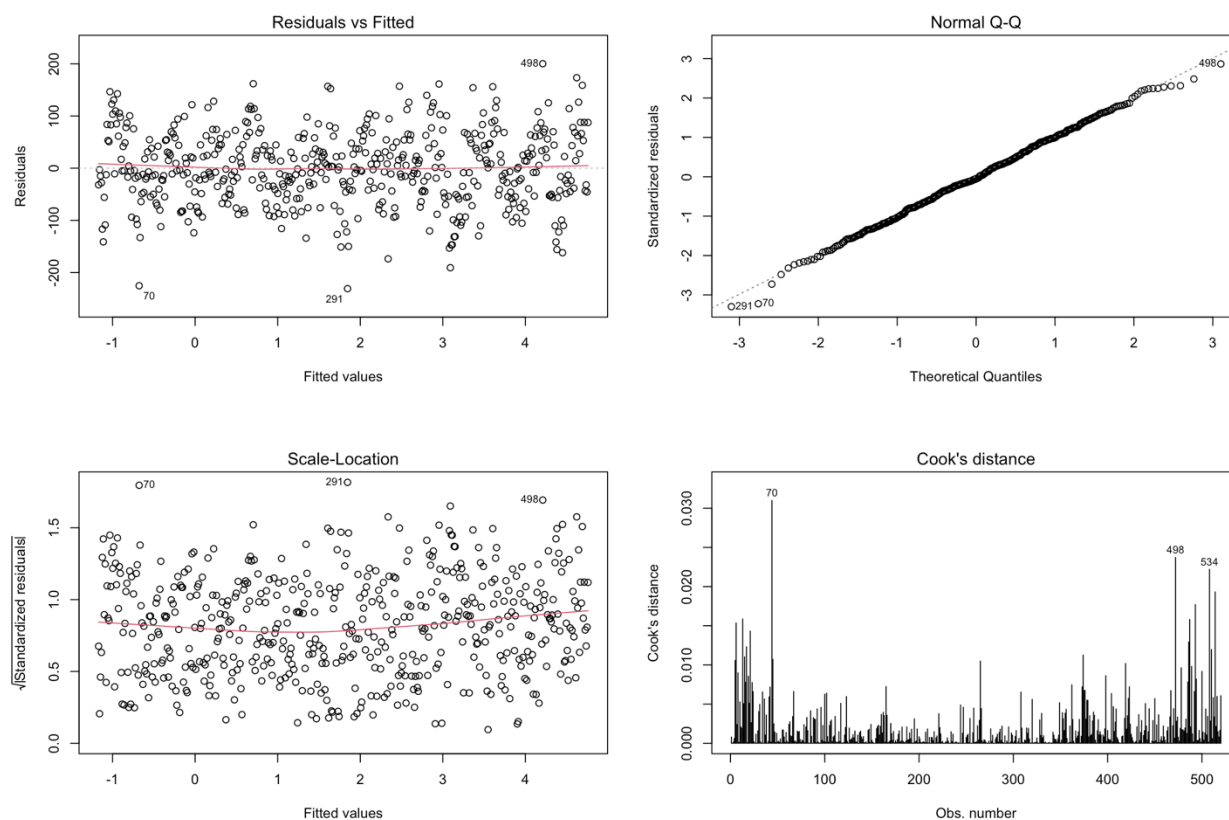 Residuals vs Fitted
Residuals
200
100
0
-100
-200
498
70
291
-1 0 1 2 3 4
Fitted values
Normal Q-Q
Standardized residuals
3
2
1
0
-1
-2
-3
498
291 70
-3 -2 -1 0 1 2 3
Theoretical Quantiles
Scale-Location
√|Standardized residuals|
1.5
1.0
0.5
0.0
70
291
498
-1 0 1 2 3 4
Fitted values
Cook's distance
Cook's distance
0.030
0.020
0.010
0.000
70
498
534
0 100 200 300 400 500
Obs. number